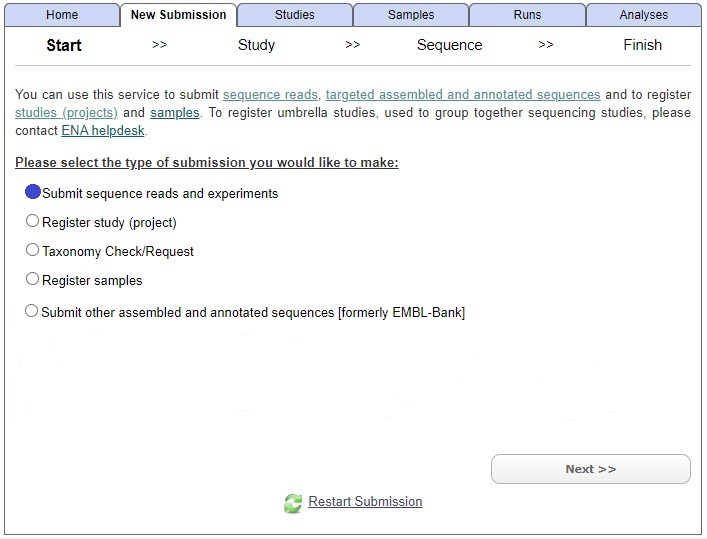 Home New Submission Studies Samples Runs Analyses
Start >> Study >> Sequence >> Finish
You can use this service to submit sequence reads, targeted assembled and annotated sequences and to register
studies (projects) and samples. To register umbrella studies, used to group together sequencing studies, please
contact ENA helpdesk.
Please select the type of submission you would like to make:
Submit sequence reads and experiments
Register study (project)
Taxonomy Check/Request
Register samples
Submit other assembled and annotated sequences [formerly EMBL-Bank]
Next >>
Restart Submission